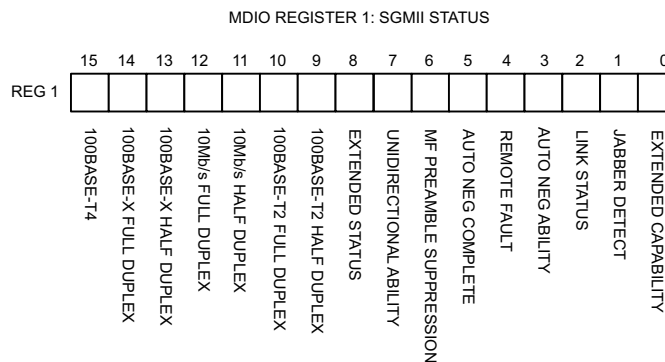 MDIO REGISTER 1: SGMII STATUS
15 14 13 12 11 10 9 8 7 6 5 4 3 2 1 0
REG 1
100BASE-T4
100BASE-X FULL DUPLEX
100BASE-X HALF DUPLEX
10Mb/s FULL DUPLEX
10Mb/s HALF DUPLEX
100BASE-T2 FULL DUPLEX
100BASE-T2 HALF DUPLEX
EXTENDED STATUS
UNIDIRECTIONAL ABILITY
MF PREAMBLE SUPPRESSION
AUTO NEG COMPLETE
REMOTE FAULT
AUTO NEG ABILITY
LINK STATUS
JABBER DETECT
EXTENDED CAPABILITY